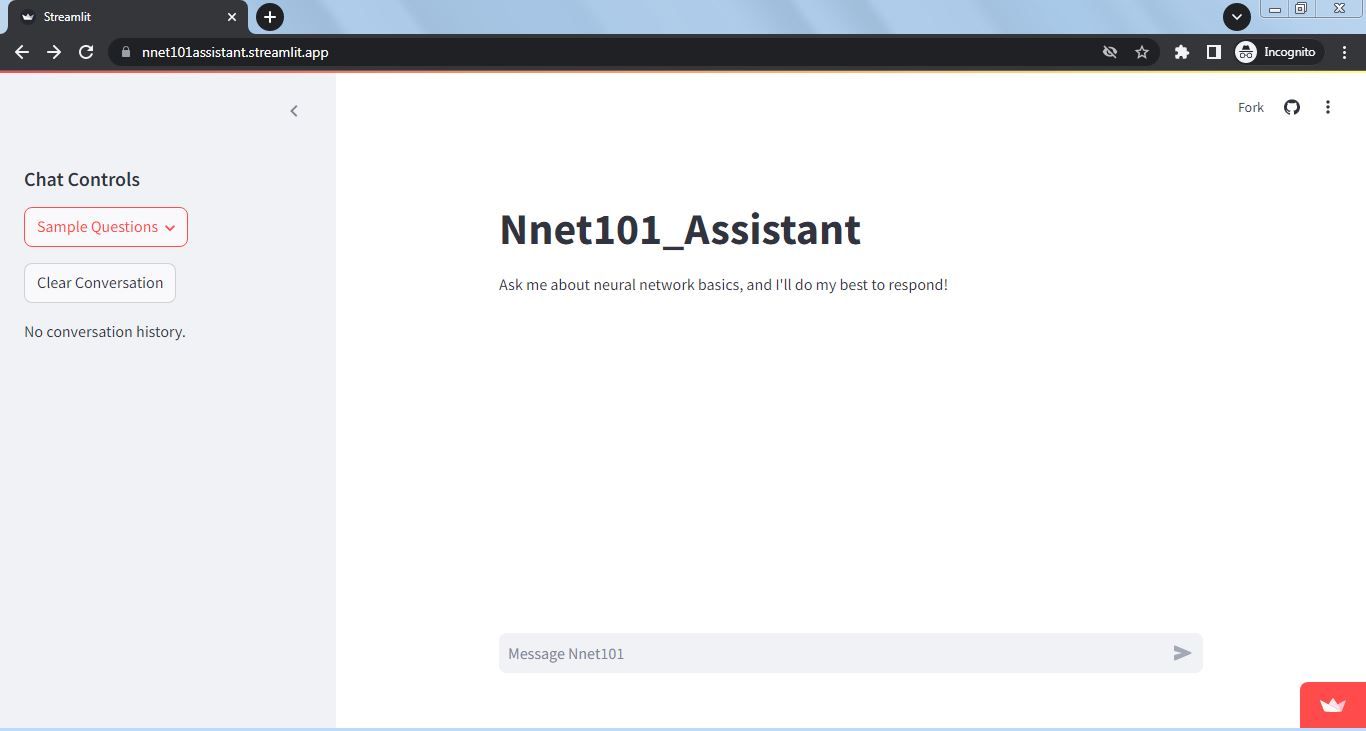 Streamlit
nnet101assistant.streamlit.app
Incognito
Fork
Chat Controls
Sample Questions
Clear Conversation
No conversation history.
Nnet101_Assistant
Ask me about neural network basics, and I'll do my best to respond!
Message Nnet101